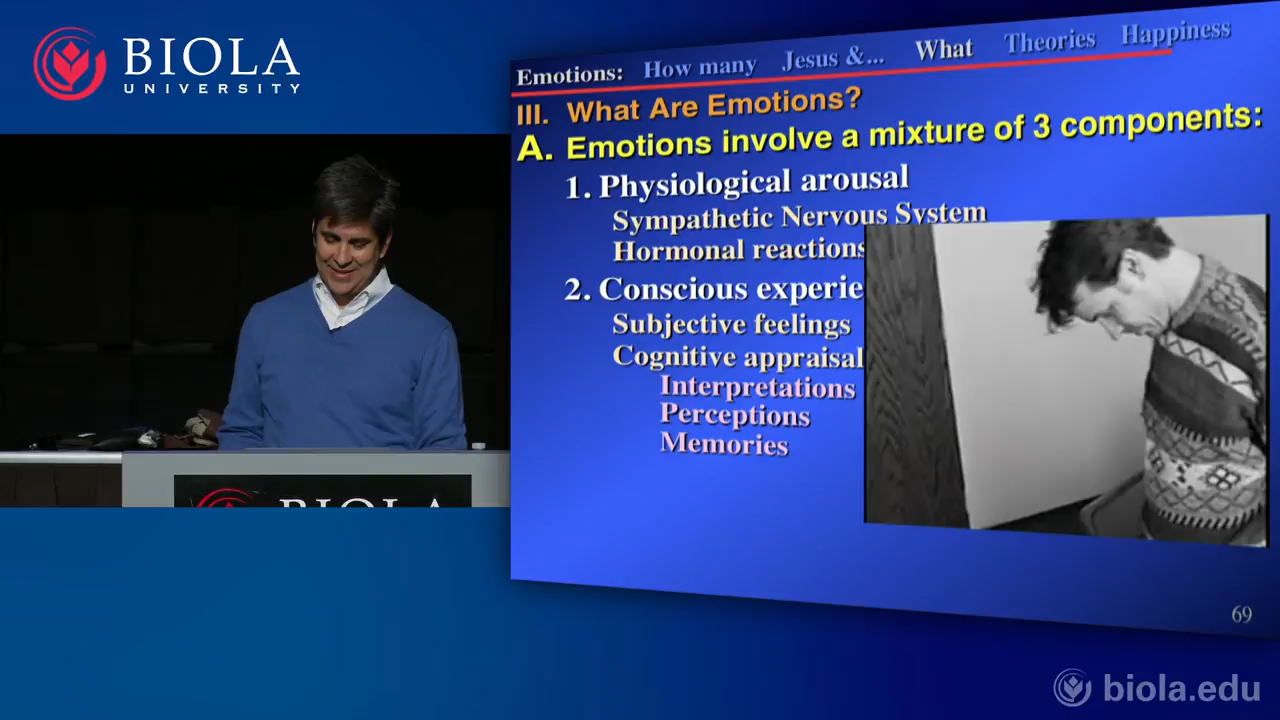 BIOLA
UNIVERSITY
Emotions: How many Jesus &... What Theories Happiness
III. What Are Emotions?
A. Emotions involve a mixture of 3 components:
1. Physiological arousal
Sympathetic Nervous System
Hormonal reactions
2. Conscious experie
Subjective feelings
Cognitive appraisal
Interpretations
Perceptions
Memories
69
BIOLA
biola.edu